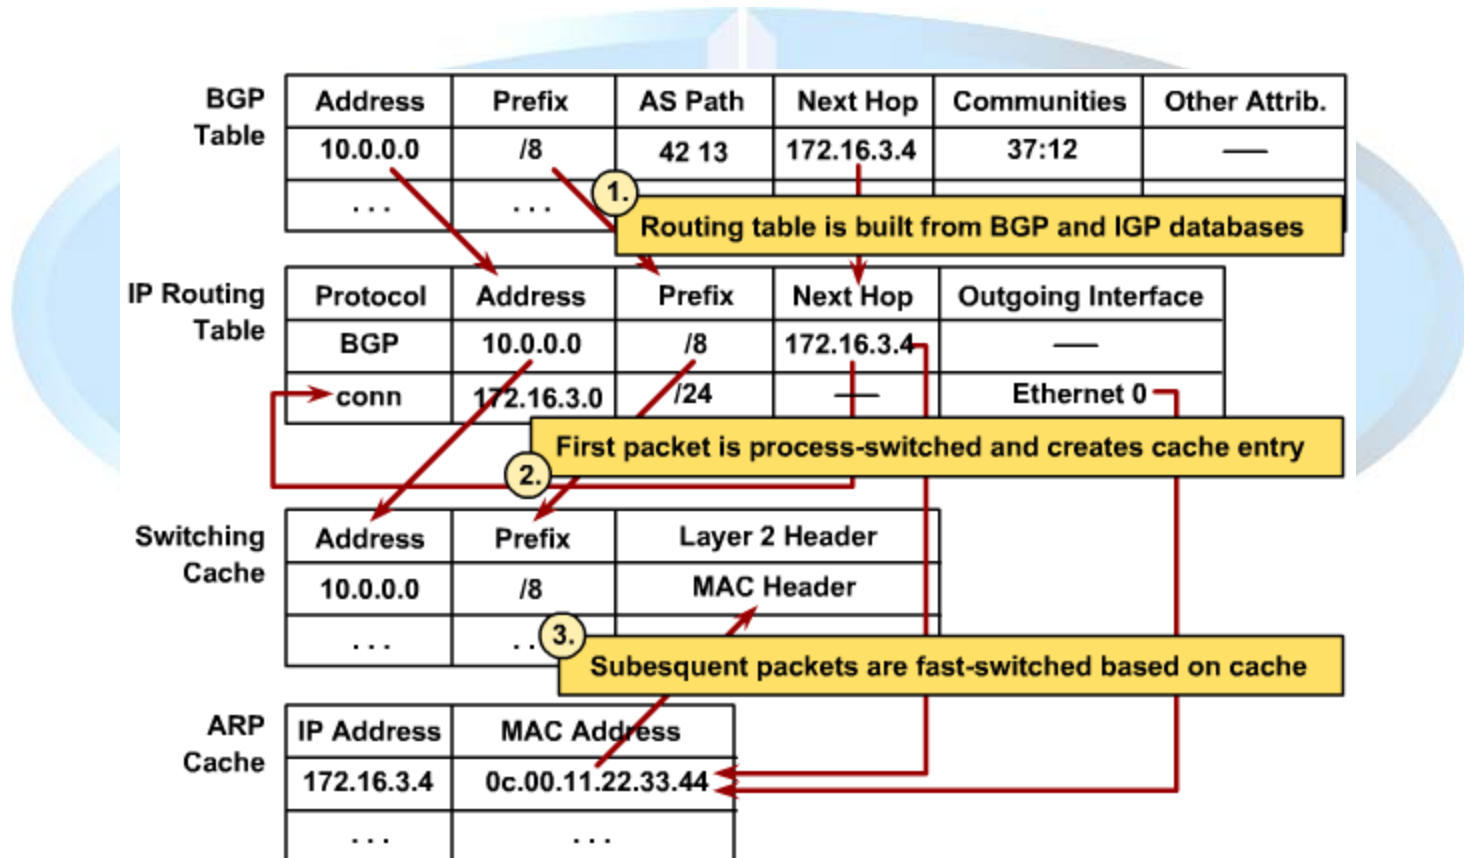 BGP Table
Address Prefix AS Path Next Hop Communities Other Attrib.
10.0.0.0 /8 42 13 172.16.3.4 37:12 —
. . . . . .
1.
Routing table is built from BGP and IGP databases
IP Routing Table
Protocol Address Prefix Next Hop Outgoing Interface
BGP 10.0.0.0 /8 172.16.3.4 —
conn 172.16.3.0 /24 — Ethernet 0
2.
First packet is process-switched and creates cache entry
Switching Cache
Address Prefix Layer 2 Header
10.0.0.0 /8 MAC Header
. . . . .
3.
Subesquent packets are fast-switched based on cache
ARP Cache
IP Address MAC Address
172.16.3.4 0c.00.11.22.33.44
. . . . . .